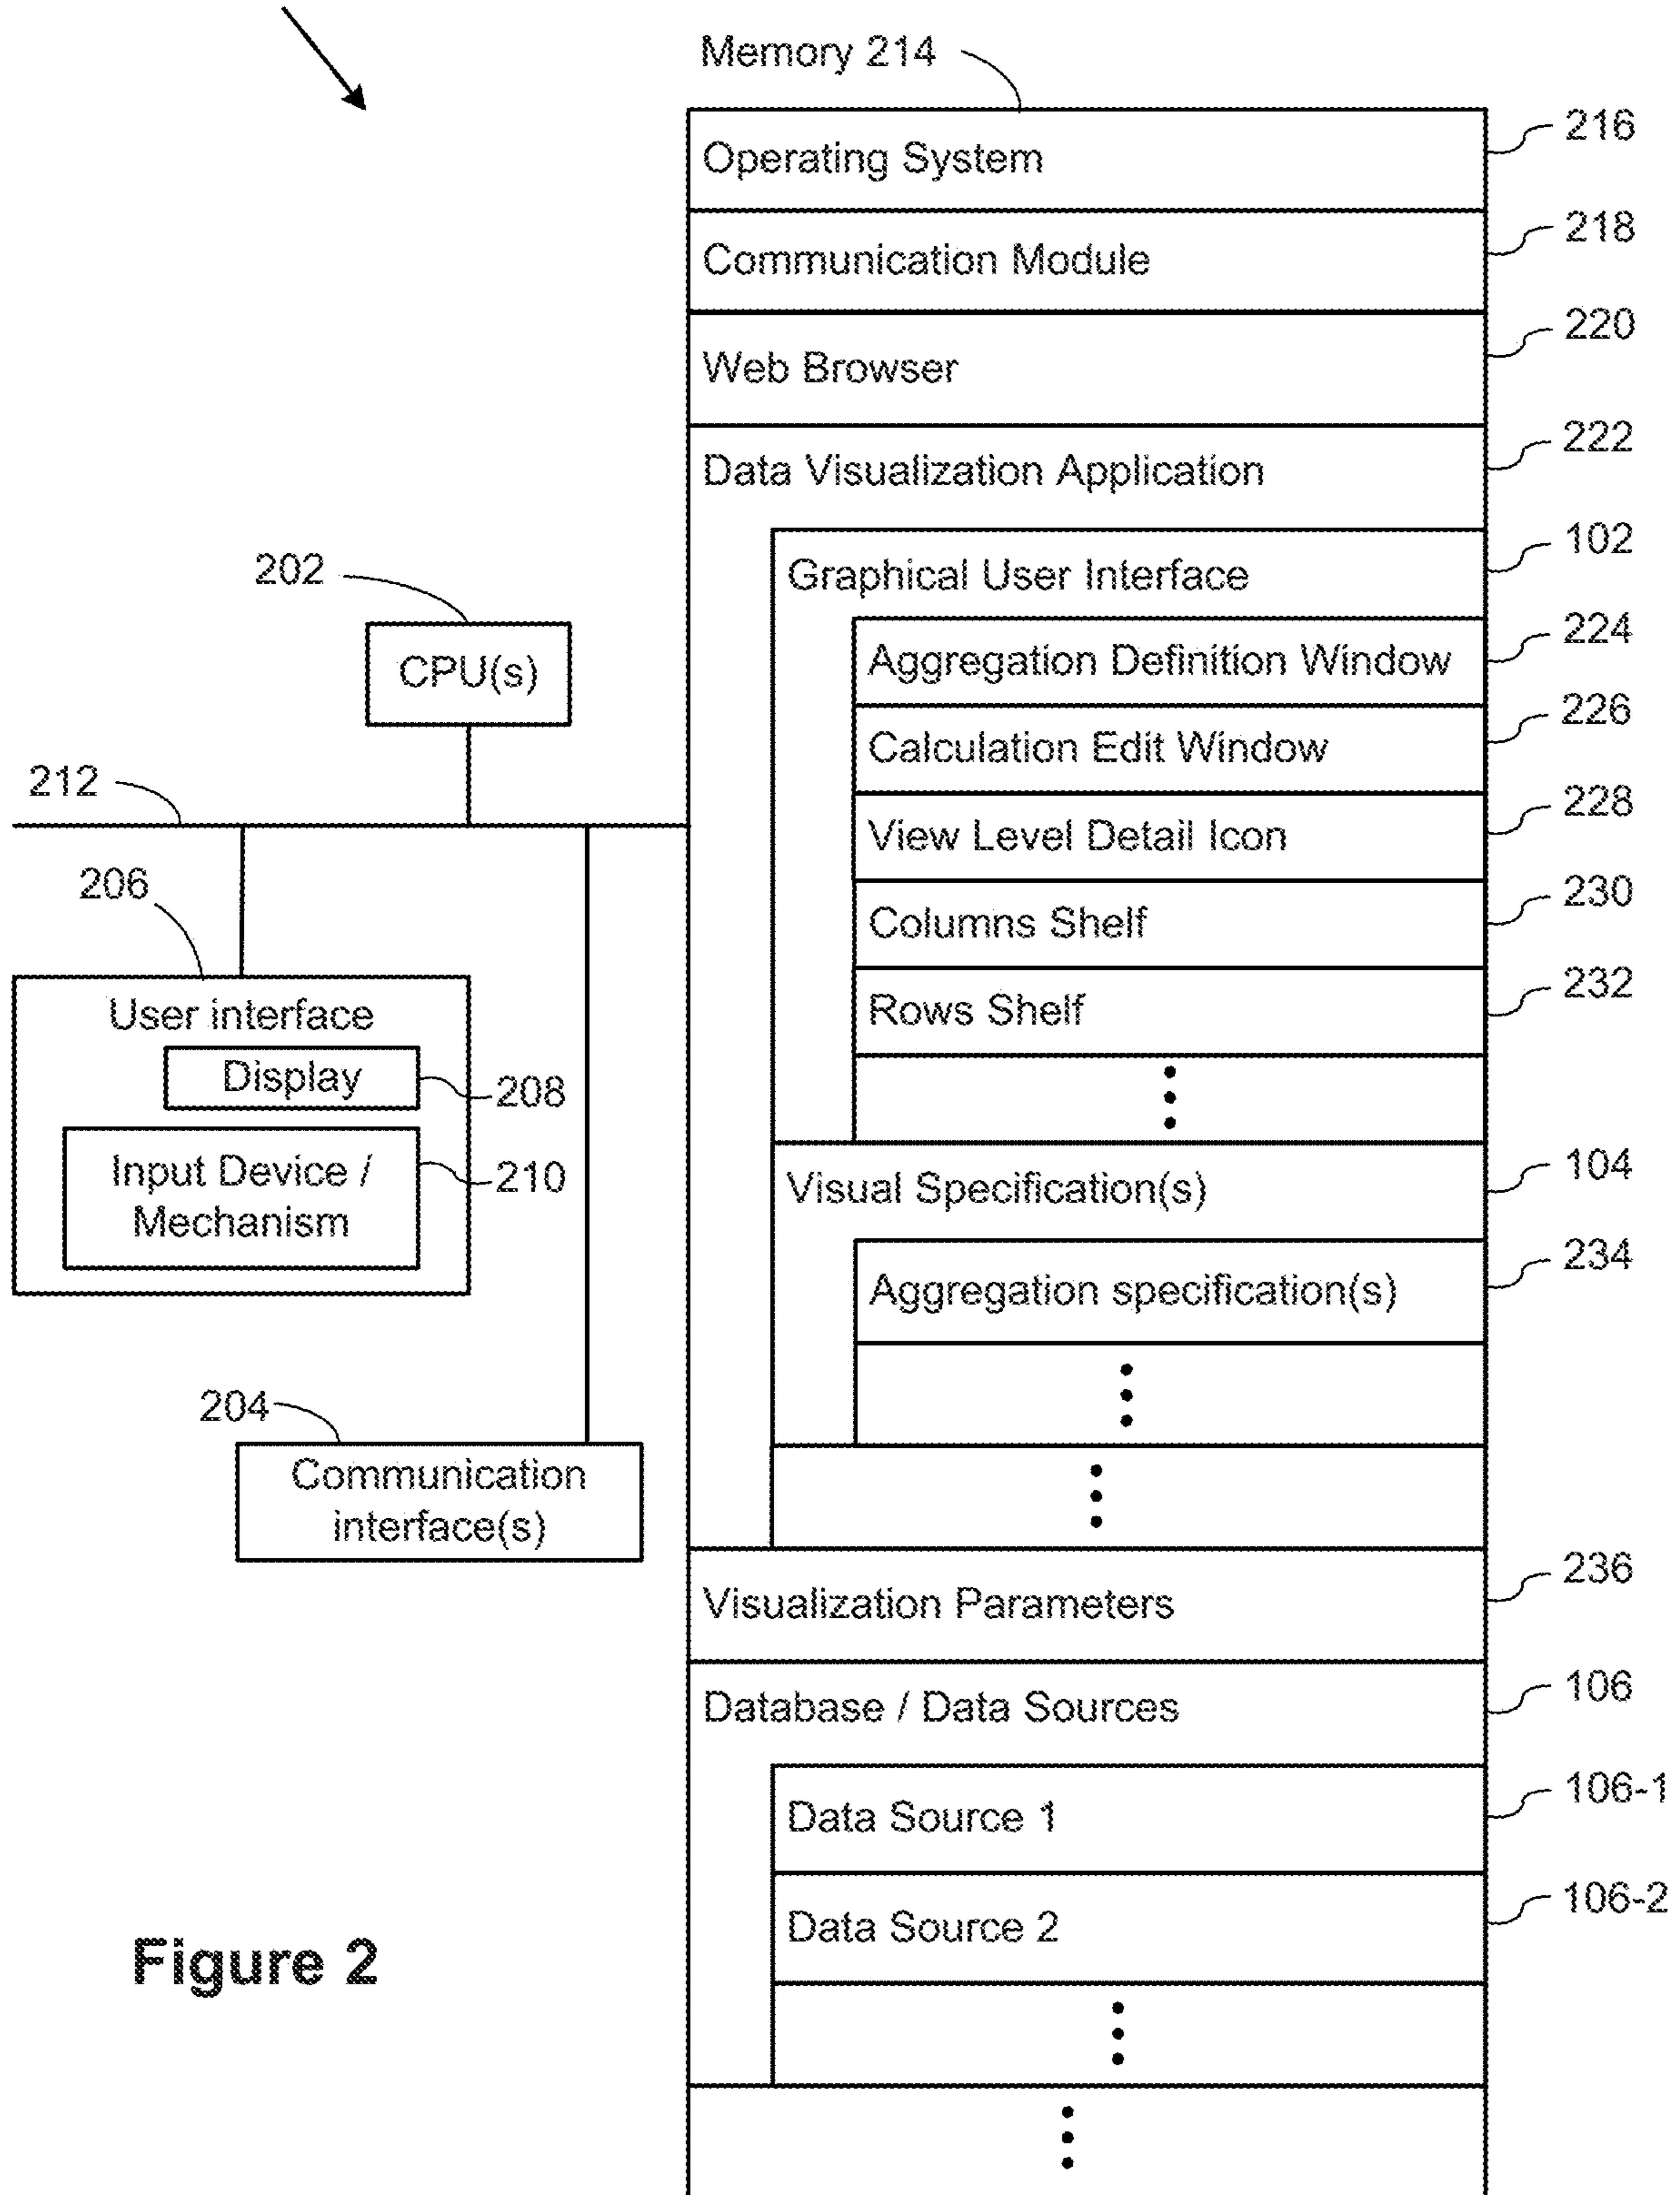 Memory 214
Operating System
216
Communication Module
218
Web Browser
220
Data Visualization Application
222
Graphical User Interface
102
Aggregation Definition Window
224
Calculation Edit Window
226
View Level Detail Icon
228
Columns Shelf
230
Rows Shelf
232
Visual Specification(s)
104
Aggregation specification(s)
234
Visualization Parameters
236
Database / Data Sources
106
Data Source 1
106-1
Data Source 2
106-2
202
CPU(s)
212
206
User interface
Display
208
Input Device /
Mechanism
210
204
Communication
interface(s)
Figure 2